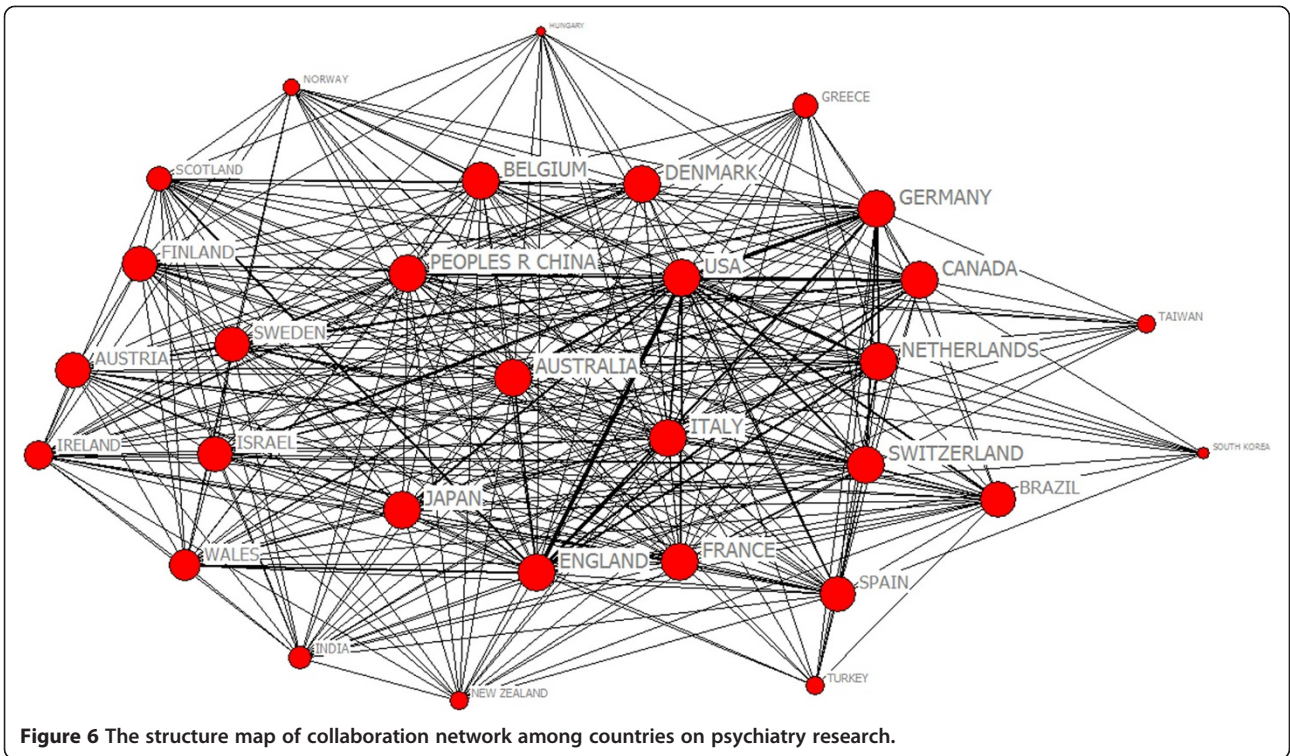 HUNGARY
NORWAY
GREECE
SCOTLAND
BELGIUM
DENMARK
GERMANY
FINLAND
PEOPLES R CHINA
USA
CANADA
TAIWAN
SWEDEN
AUSTRIA
AUSTRALIA
NETHERLANDS
ITALY
IRELAND
ISRAEL
SWITZERLAND
SOUTH KOREA
JAPAN
BRAZIL
WALES
ENGLAND
FRANCE
SPAIN
INDIA
NEW ZEALAND
TURKEY
Figure 6 The structure map of collaboration network among countries on psychiatry research.